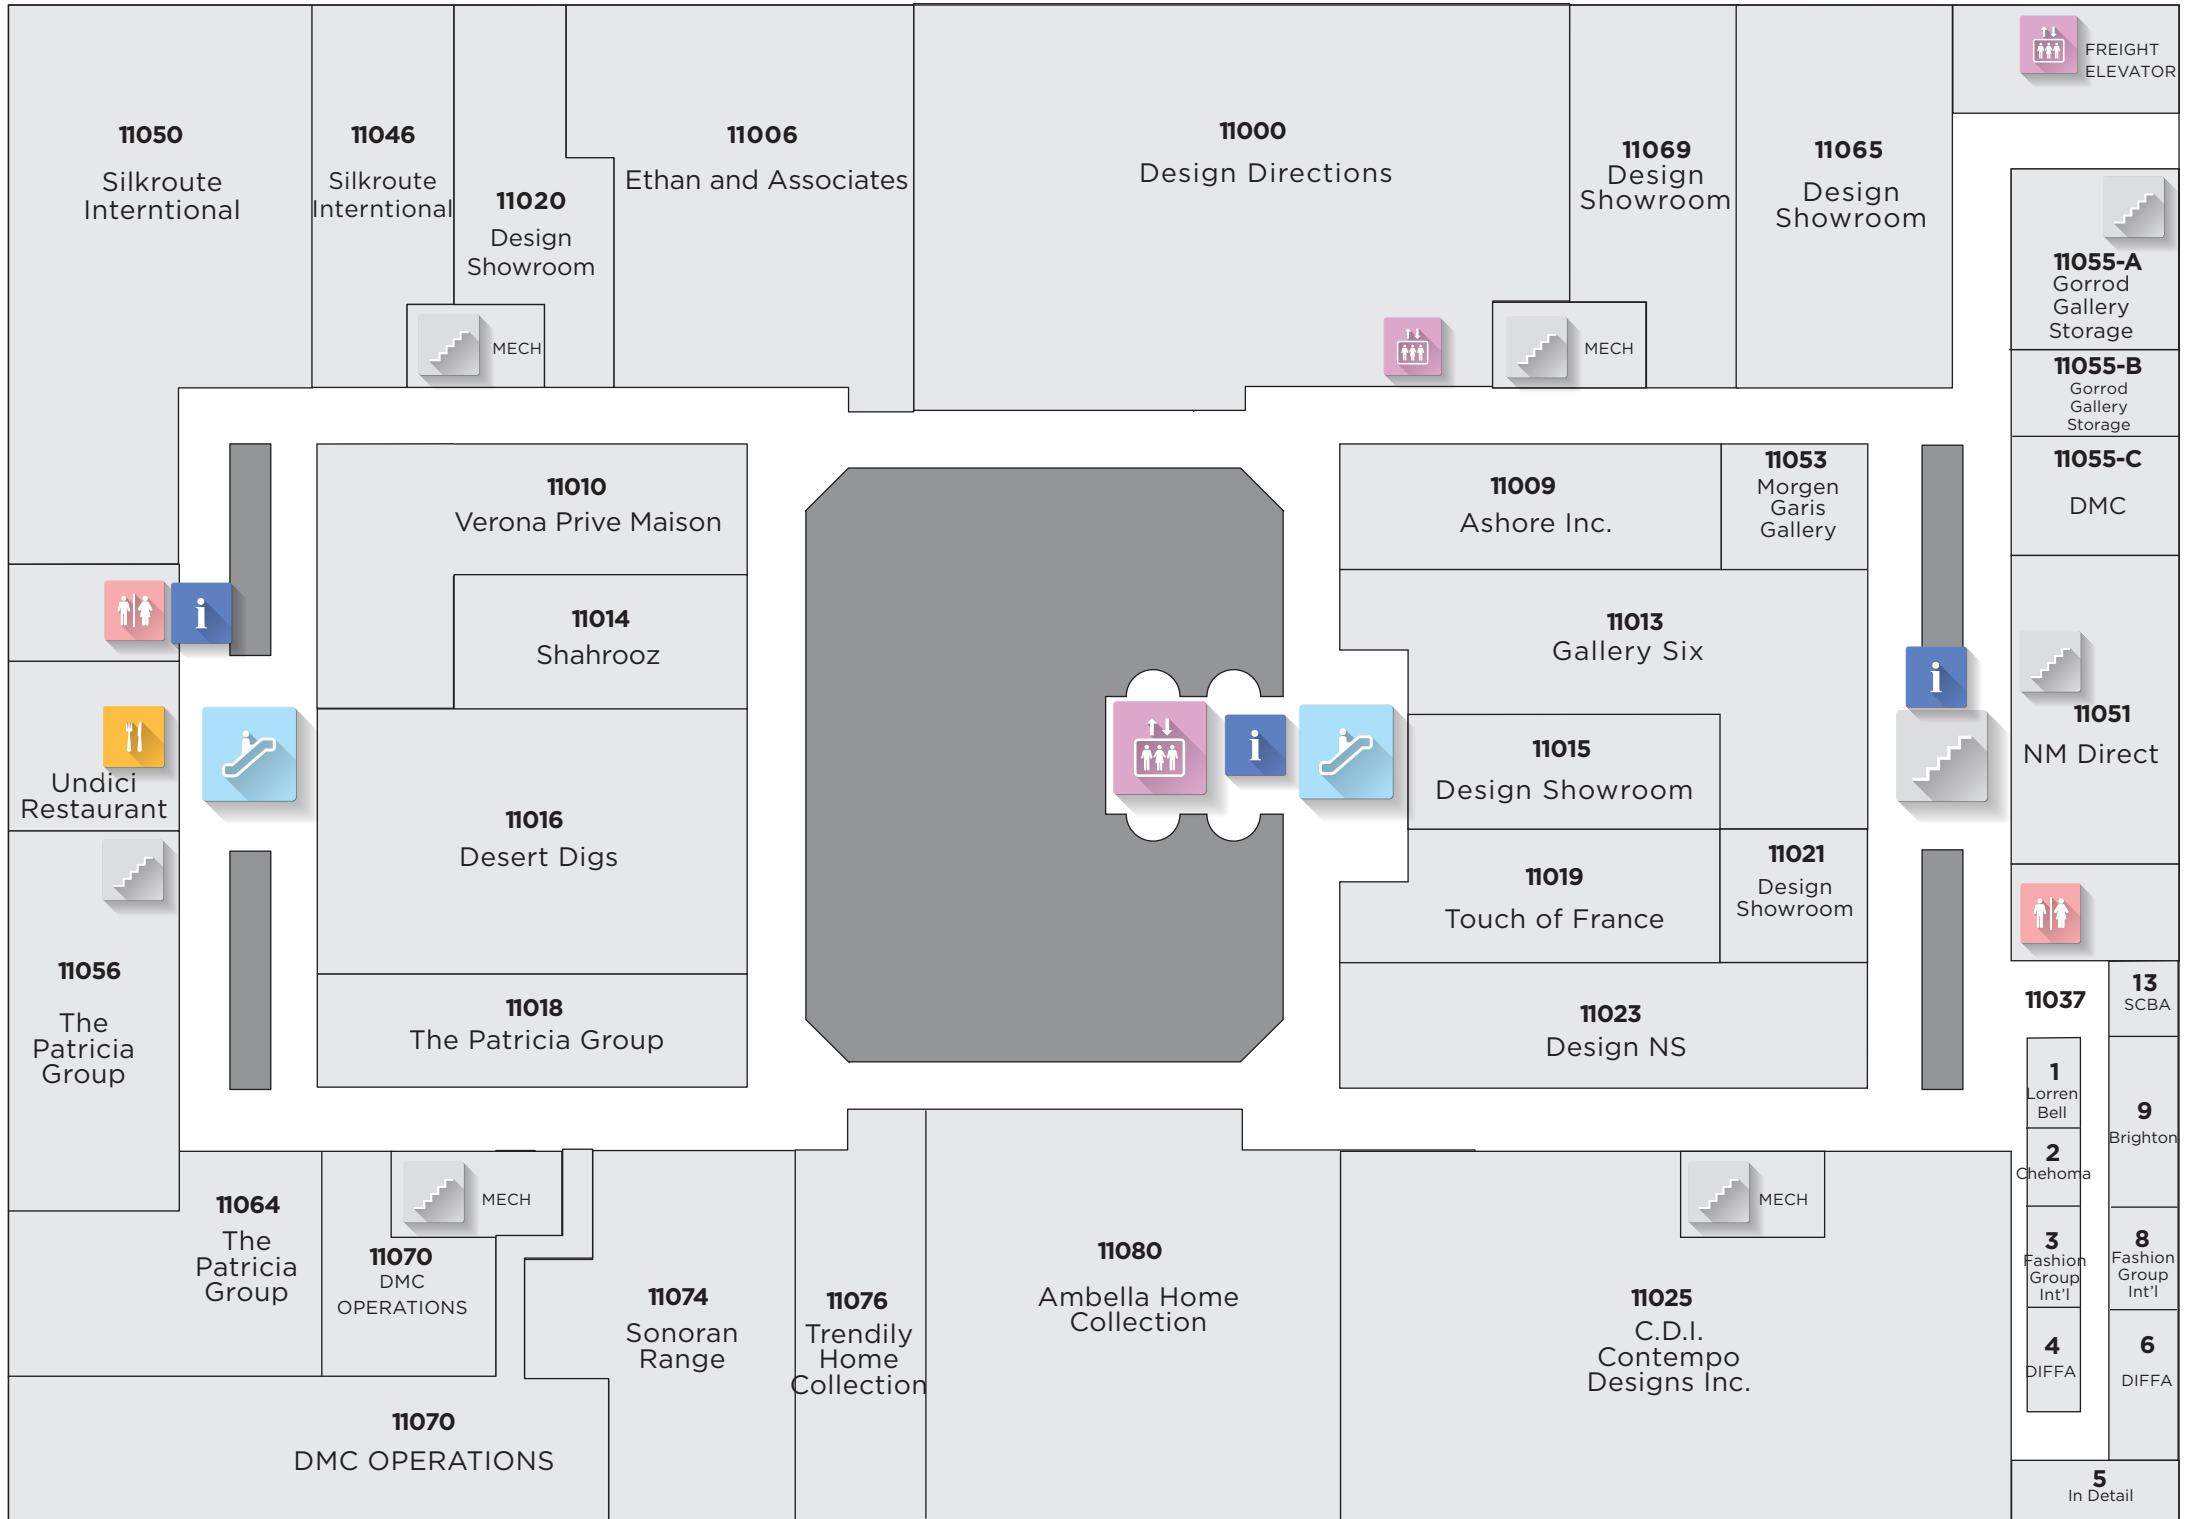 FREIGHT
ELEVATOR
11050
Silkroute
Interntional
11046
Silkroute
Interntional
11020
Design
Showroom
MECH
11006
Ethan and Associates
11000
Design Directions
MECH
11069
Design
Showroom
11065
Design
Showroom
11055-A
Gorrod
Gallery
Storage
11055-B
Gorrod
Gallery
Storage
11055-C
DMC
11010
Verona Prive Maison
11014
Shahrooz
11016
Desert Digs
11018
The Patricia Group
11009
Ashore Inc.
11053
Morgen
Garis
Gallery
11013
Gallery Six
11015
Design Showroom
11019
Touch of France
11021
Design
Showroom
11023
Design NS
i
i
i
11051
NM Direct
Undici
Restaurant
11056
The
Patricia
Group
11064
The
Patricia
Group
MECH
11070
DMC
OPERATIONS
11070
DMC OPERATIONS
11074
Sonoran
Range
11076
Trendily
Home
Collection
11080
Ambella Home
Collection
MECH
11025
C.D.I.
Contempo
Designs Inc.
11037
13
SCBA
1
Lorren
Bell
2
Chehoma
3
Fashion
Group
Int'l
4
DIFFA
9
Brighton
8
Fashion
Group
Int'l
6
DIFFA
5
In Detail